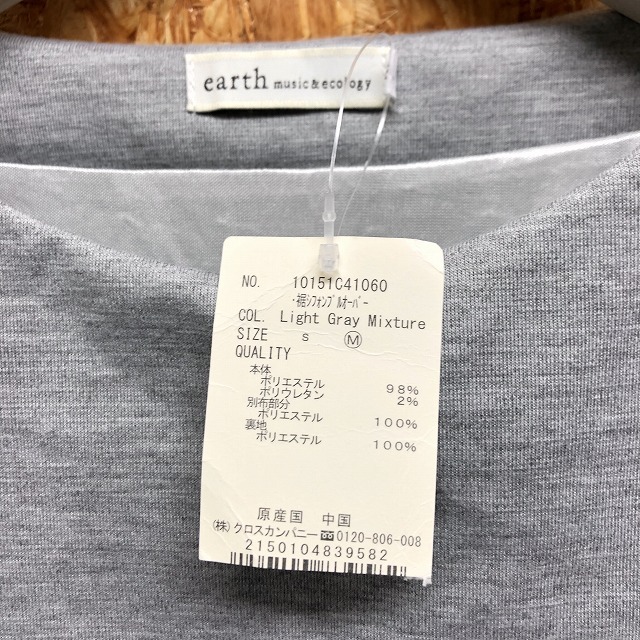 earth music&ecology
NO. 10151C41060
・裾シフォンプルオーバー
COL. Light Gray Mixture
SIZE S Ⓜ
QUALITY
本体
ポリエステル 98%
ポリウレタン 2%
別布部分
ポリエステル 100%
裏地
ポリエステル 100%
原産国 中国
(株)クロスカンパニー☎0120-806-008
2150104839582